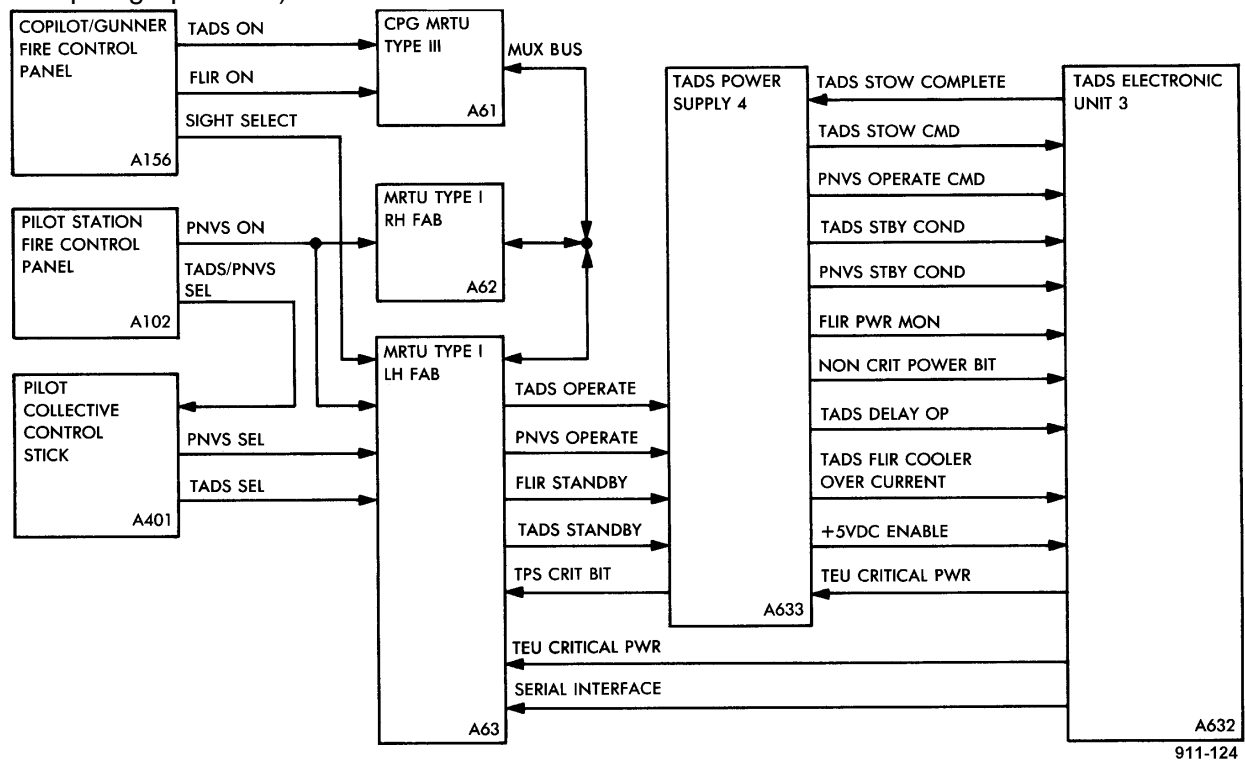 COPILOT/GUNNER
FIRE CONTROL
PANEL
A156
TADS ON
FLIR ON
SIGHT SELECT
CPG MRTU
TYPE III
A61
MUX BUS
PILOT STATION
FIRE CONTROL
PANEL
A102
PNVS ON
TADS/PNVS
SEL
MRTU TYPE I
RH FAB
A62
PILOT
COLLECTIVE
CONTROL
STICK
A401
PNVS SEL
TADS SEL
MRTU TYPE I
LH FAB
A63
TADS OPERATE
PNVS OPERATE
FLIR STANDBY
TADS STANDBY
TPS CRIT BIT
TEU CRITICAL PWR
SERIAL INTERFACE
TADS POWER
SUPPLY 4
A633
TADS STOW COMPLETE
TADS STOW CMD
PNVS OPERATE CMD
TADS STBY COND
PNVS STBY COND
FLIR PWR MON
NON CRIT POWER BIT
TADS DELAY OP
TADS FLIR COOLER
OVER CURRENT
+5VDC ENABLE
TEU CRITICAL PWR
TADS ELECTRONIC
UNIT 3
A632
911-124